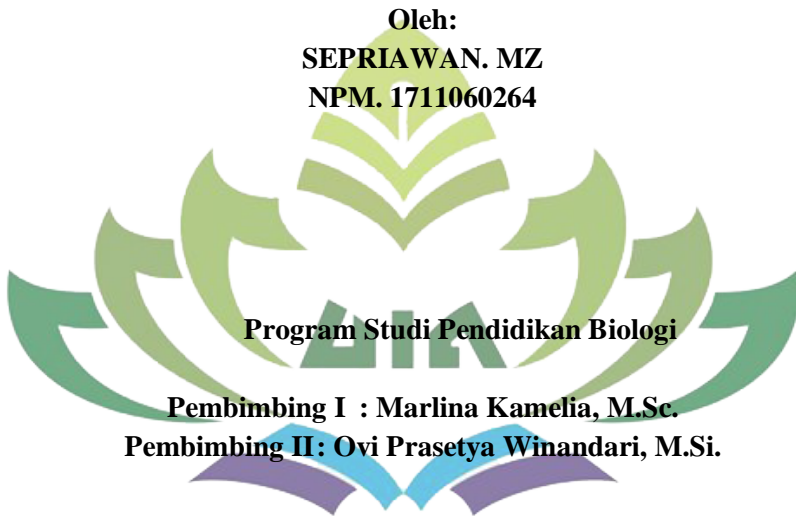 Oleh:
SEPRIAWAN. MZ
NPM. 1711060264
UIN
Program Studi Pendidikan Biologi
Pembimbing I : Marlina Kamelia, M.Sc.
Pembimbing II: Ovi Prasetya Winandari, M.Si.